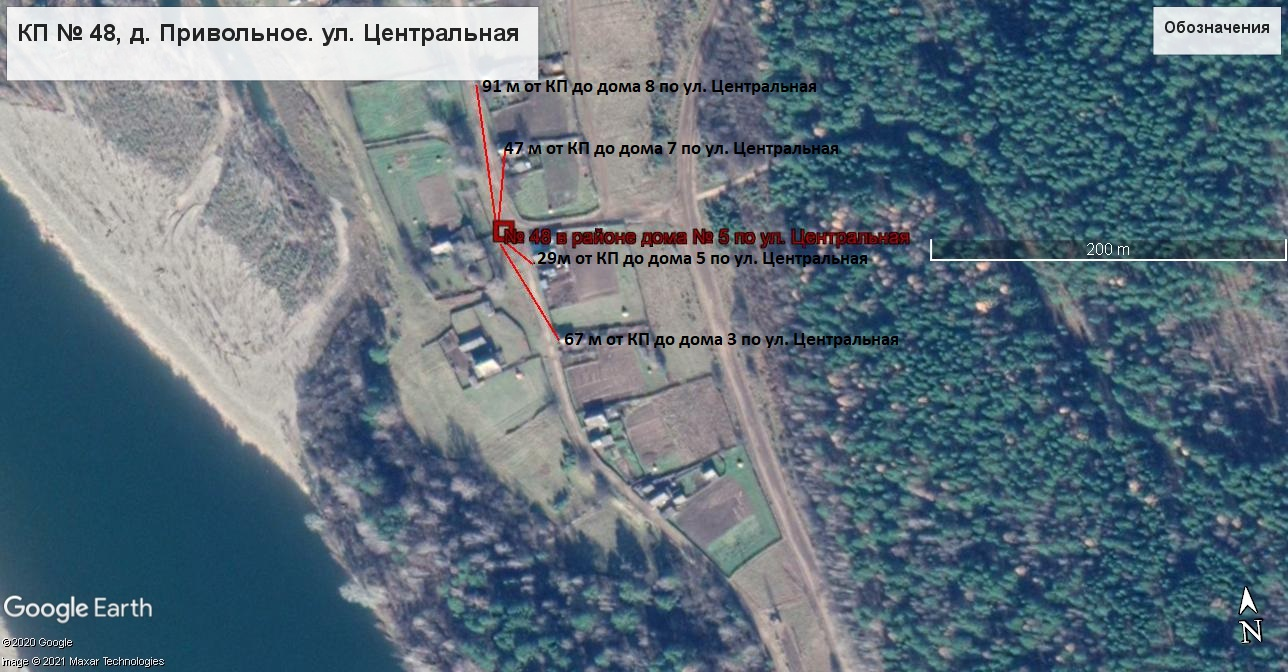 КП № 48, д. Привольное. ул. Центральная
Обозначения
91 м от КП до дома 8 по ул. Центральная
47 м от КП до дома 7 по ул. Центральная
№ 48 в районе дома № 5 по ул. Центральная
200 m
29м от КП до дома 5 по ул. Центральная
67 м от КП до дома 3 по ул. Центральная
Google Earth
N
©2020 Google
Image © 2021 Maxar Technologies